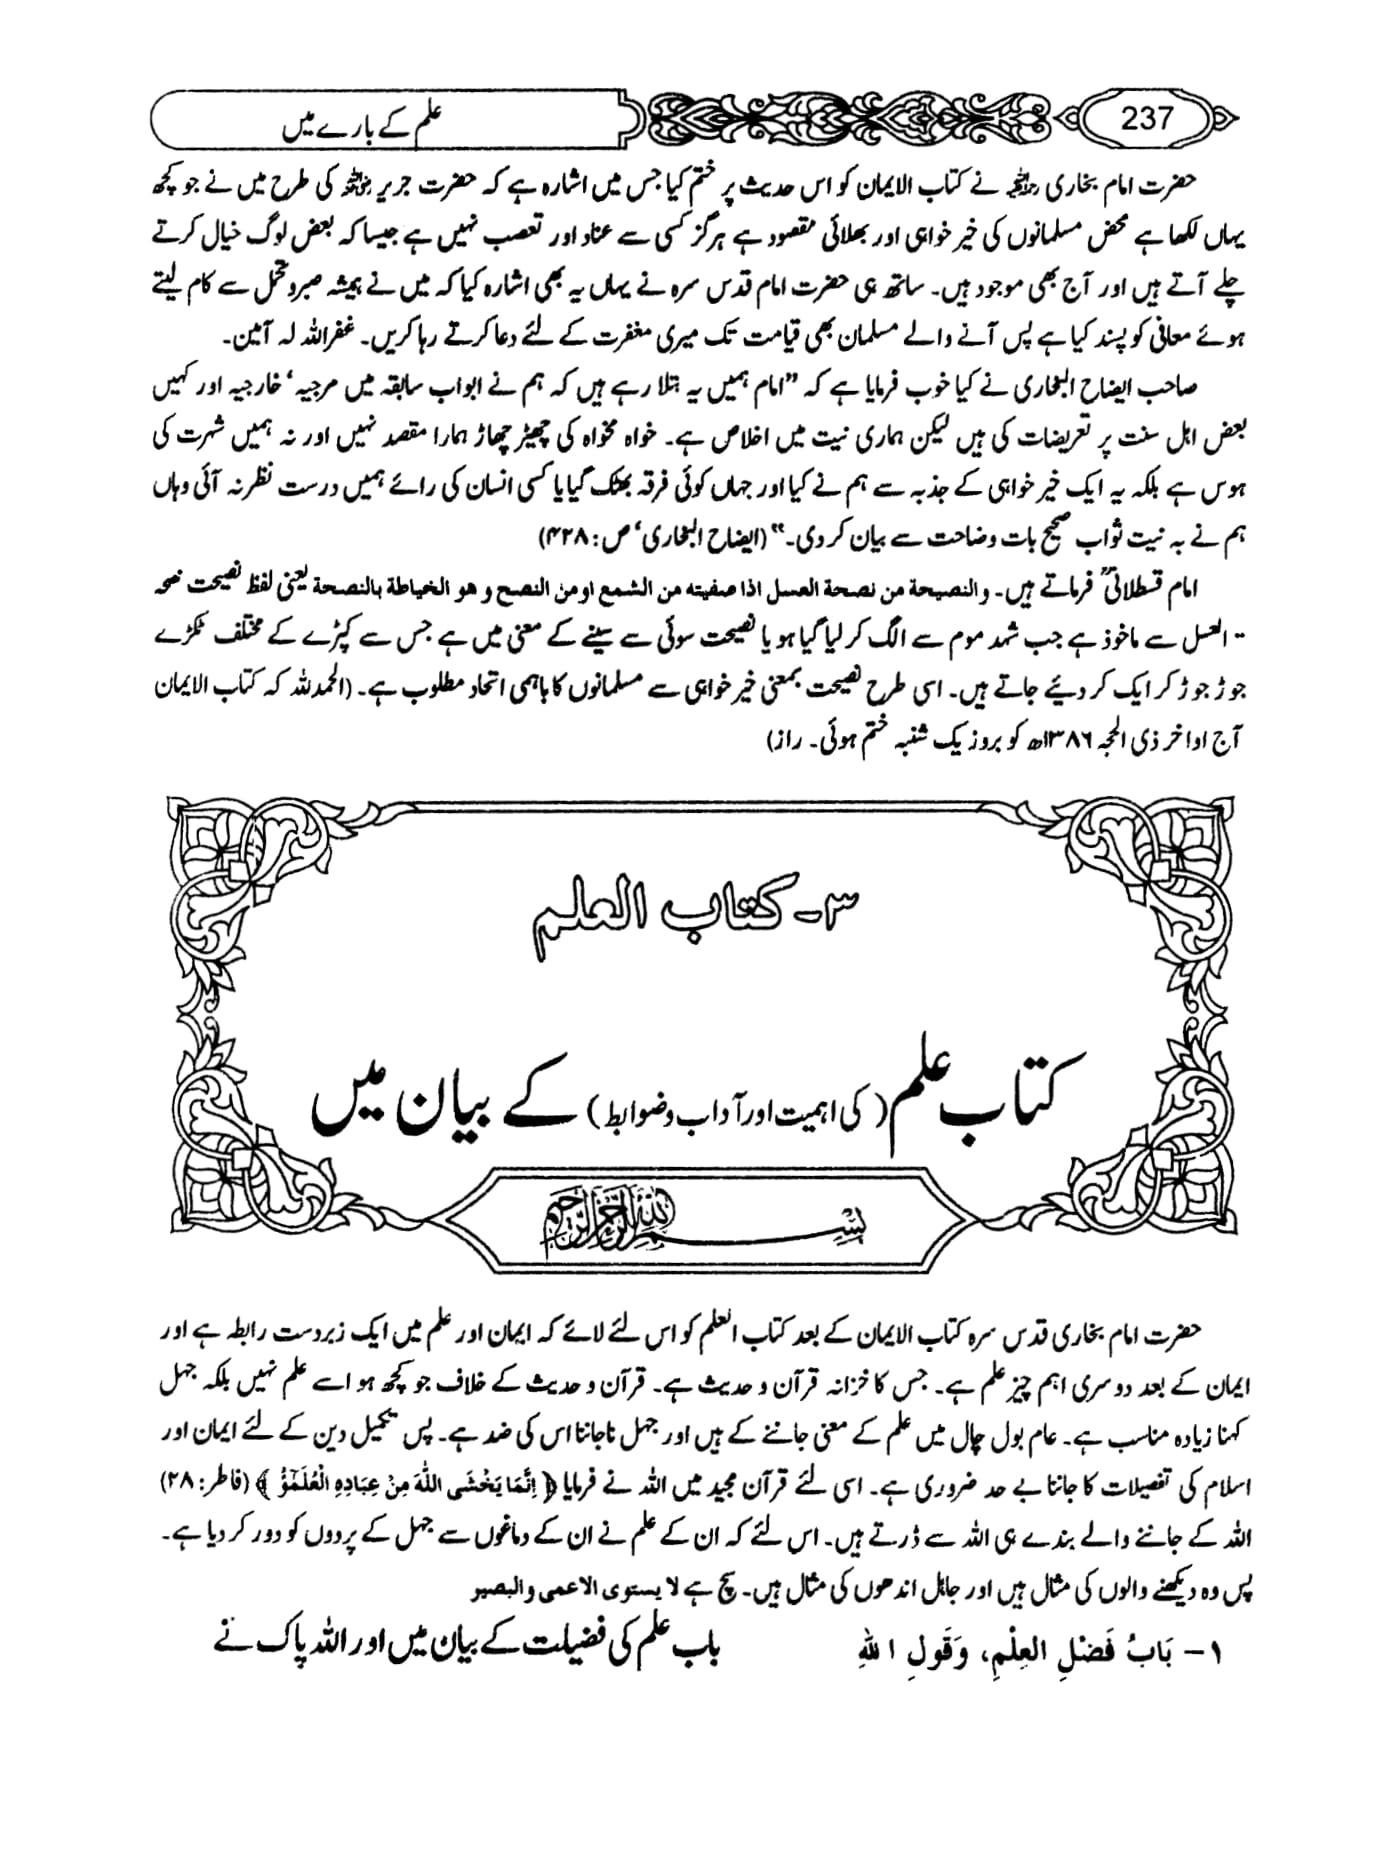 علم کے بارے میں
237
حضرت امام بخاری رحمۃ اللہ علیہ نے کتاب الایمان کو اس حدیث پر ختم کیا جس میں اشارہ ہے کہ حضرت جریر رضی اللہ عنہ کی طرح میں نے جو کچھ
یہاں لکھا ہے محض مسلمانوں کی خیر خواہی اور بھلائی مقصود ہے ہرگز کسی سے عناد اور تعصب نہیں ہے جیسا کہ بعض لوگ خیال کرتے
چلے آتے ہیں اور آج بھی موجود ہیں۔ ساتھ ہی حضرت امام قدس سرہ نے یہاں یہ بھی اشارہ کیا کہ میں نے ہمیشہ صبر و تحمل سے کام لیتے
ہوئے معافی کو پسند کیا ہے پس آنے والے مسلمان بھی قیامت تک میری مغفرت کے لئے دعا کرتے رہا کریں۔ غفر اللہ لہ آمین۔
صاحب ایضاح البخاری نے کیا خوب فرمایا ہے کہ "امام ہمیں یہ بتلا رہے ہیں کہ ہم نے ابواب سابقہ میں مرجیہ' خارجیہ اور کہیں
بعض اہل سنت پر تعریضات کی ہیں لیکن ہماری نیت میں اخلاص ہے۔ خواہ مخواہ کی چھیڑ چھاڑ ہمارا مقصد نہیں اور نہ ہمیں شہرت کی
ہوس ہے بلکہ یہ ایک خیر خواہی کے جذبہ سے ہم نے کیا اور جہاں کوئی فرقہ بھٹک گیا یا کسی انسان کی رائے ہمیں درست نظر نہ آئی وہاں
ہم نے بہ نیت ثواب صحیح بات وضاحت سے بیان کر دی۔" (ایضاح البخاری' ص: ۴۲۸)
امام قسطلانیؒ فرماتے ہیں۔ والنصیحة من نصحة العسل اذا صفیته من الشمع او من النصح و هو الخیاطة بالنصحة یعنی لفظ نصیحت نصحہ
العسل سے ماخوذ ہے جب شہد موم سے الگ کر لیا گیا ہو یا نصیحت سوئی سے سینے کے معنی میں ہے جس سے کپڑے کے مختلف ٹکڑے
جوڑ جوڑ کر ایک کر دیئے جاتے ہیں۔ اسی طرح نصیحت بمعنی خیر خواہی سے مسلمانوں کا باہمی اتحاد مطلوب ہے۔ (الحمدللہ کہ کتاب الایمان
آج اواخر ذی الحجہ ۱۳۸۶ھ کو بروز یک شنبہ ختم ہوئی۔ راز)
۳- کتاب العلم
کتاب علم (کی اہمیت اور آداب و ضوابط) کے بیان میں
بسم الله الرحمن الرحيم
حضرت امام بخاری قدس سرہ کتاب الایمان کے بعد کتاب العلم کو اس لئے لائے کہ ایمان اور علم میں ایک زبردست رابطہ ہے اور
ایمان کے بعد دوسری اہم چیز علم ہے۔ جس کا خزانہ قرآن و حدیث ہے۔ قرآن و حدیث کے خلاف جو کچھ ہو اسے علم نہیں بلکہ جہل
کہنا زیادہ مناسب ہے۔ عام بول چال میں علم کے معنی جاننے کے ہیں اور جہل ناجاننا اس کی ضد ہے۔ پس تکمیل دین کے لئے ایمان اور
اسلام کی تفصیلات کا جاننا بے حد ضروری ہے۔ اسی لئے قرآن مجید میں اللہ نے فرمایا ﴿ اِنَّمَا یَخْشَی اللّٰهَ مِنْ عِبَادِهِ الْعُلَمٰٓؤُ ﴾ (فاطر: ۲۸)
اللہ کے جاننے والے بندے ہی اللہ سے ڈرتے ہیں۔ اس لئے کہ ان کے علم نے ان کے دماغوں سے جہل کے پردوں کو دور کر دیا ہے۔
پس وہ دیکھنے والوں کی مثال ہیں اور جاہل اندھوں کی مثال ہیں۔ سچ ہے لا یستوی الاعمی والبصیر
۱- بَابُ فَضْلِ العِلْمِ، وَقَولِ اللهِ
باب علم کی فضیلت کے بیان میں اور اللہ پاک نے